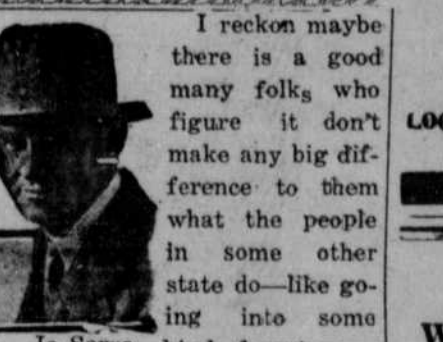 I reckon maybe
there is a good
many folks who
figure it don't
make any big dif-
ference to them
what the people
in some other
state do—like go-
ing into some
LO
W